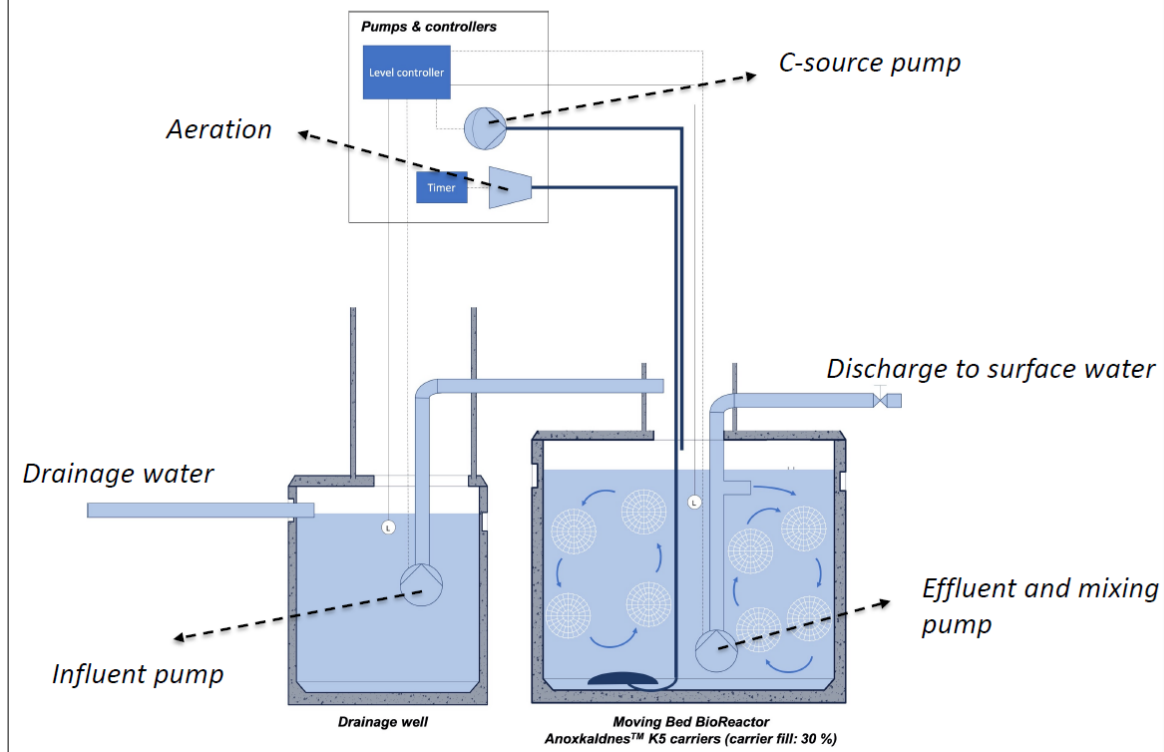 Pumps & controllers
Level controller
C-source pump
Aeration
Timer
Discharge to surface water
Drainage water
L
L
Effluent and mixing
pump
Influent pump
Drainage well
Moving Bed BioReactor
Anoxkaldnes™ K5 carriers (carrier fill: 30 %)